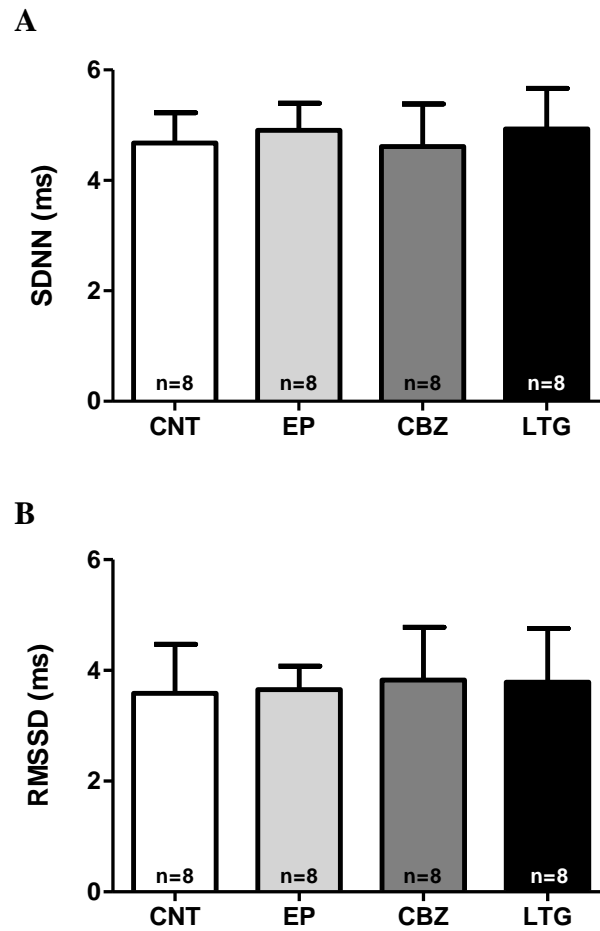 A
SDNN (ms)
6
4
2
0
n=8 n=8 n=8 n=8
CNT EP CBZ LTG
B
RMSSD (ms)
6
4
2
0
n=8 n=8 n=8 n=8
CNT EP CBZ LTG